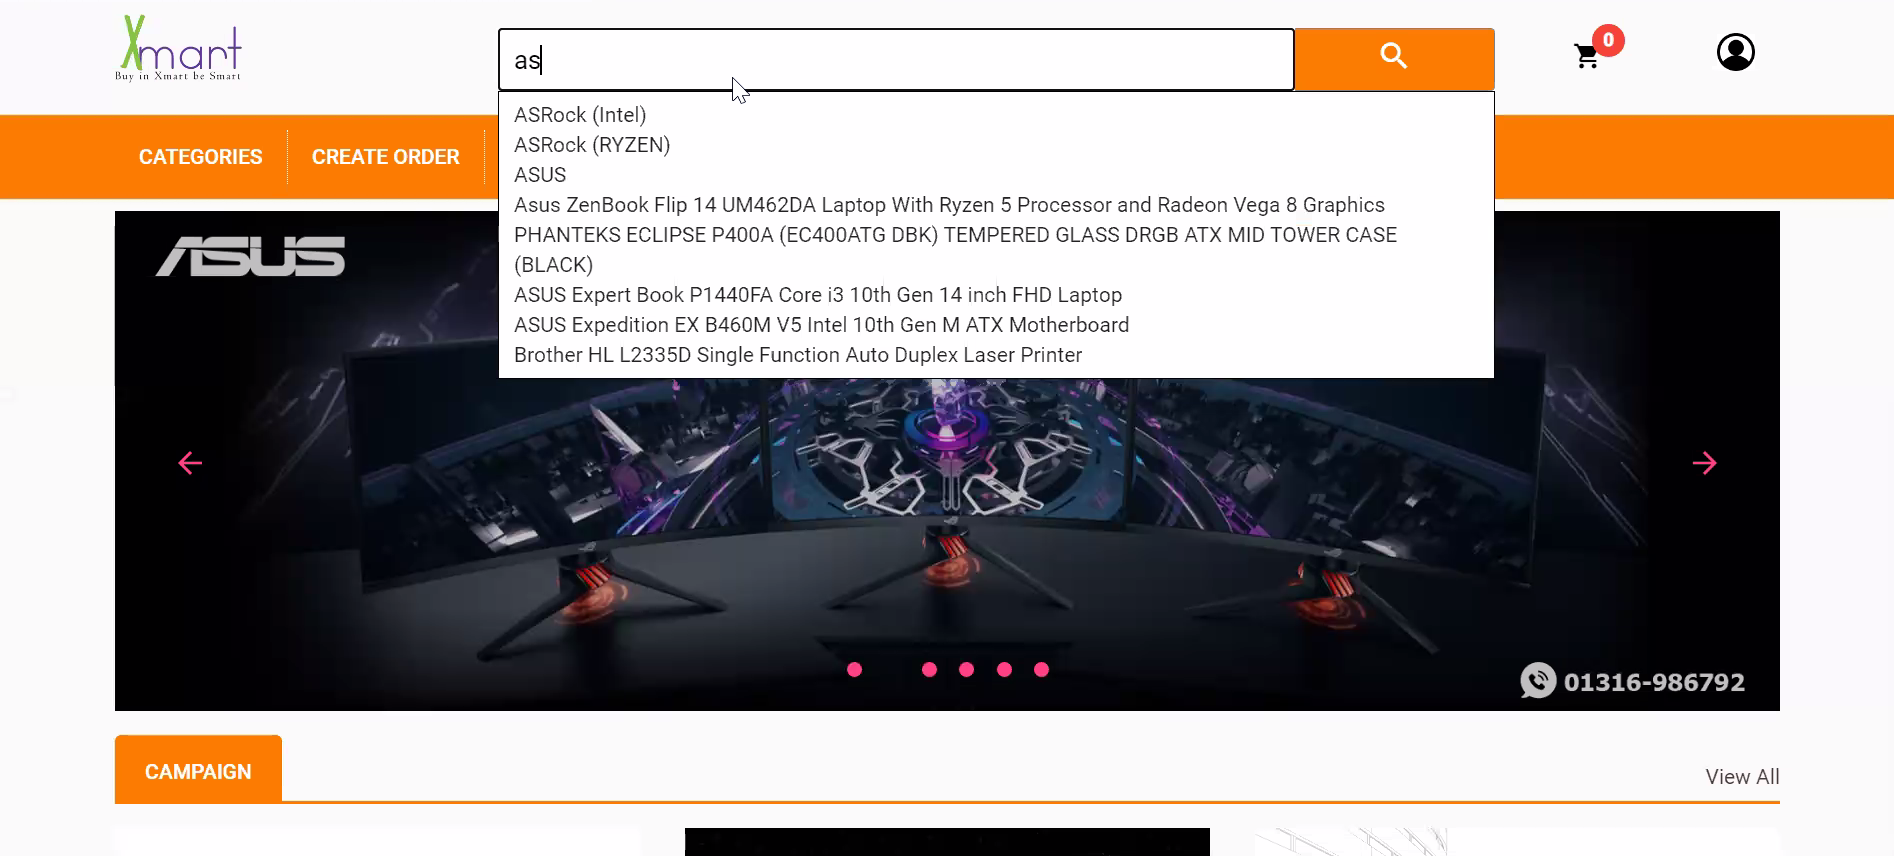 Xmart
Buy in Xmart be Smart
as
0
ASRock (Intel)
ASRock (RYZEN)
ASUS
Asus ZenBook Flip 14 UM462DA Laptop With Ryzen 5 Processor and Radeon Vega 8 Graphics
PHANTEKS ECLIPSE P400A (EC400ATG DBK) TEMPERED GLASS DRGB ATX MID TOWER CASE
(BLACK)
ASUS Expert Book P1440FA Core i3 10th Gen 14 inch FHD Laptop
ASUS Expedition EX B460M V5 Intel 10th Gen M ATX Motherboard
Brother HL L2335D Single Function Auto Duplex Laser Printer
CATEGORIES
CREATE ORDER
ASUS
01316-986792
CAMPAIGN
View All